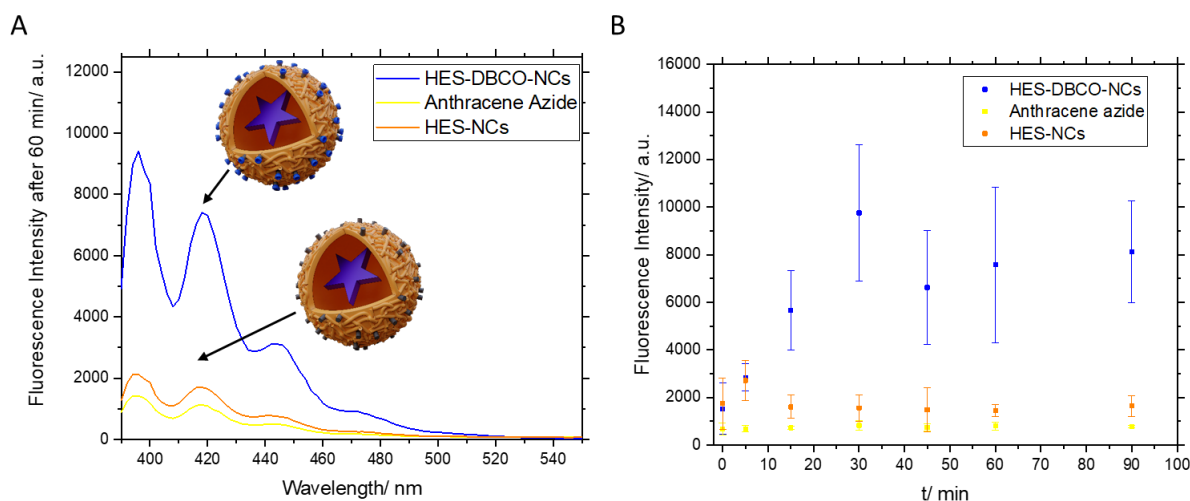 A
Fluorescence Intensity after 60 min/ a.u.
12000
10000
8000
6000
4000
2000
0
HES-DBCO-NCs
Anthracene Azide
HES-NCs
400 420 440 460 480 500 520 540
Wavelength/ nm
B
Fluorescence Intensity/ a.u.
16000
14000
12000
10000
8000
6000
4000
2000
0
HES-DBCO-NCs
Anthracene azide
HES-NCs
0 10 20 30 40 50 60 70 80 90 100
t/ min